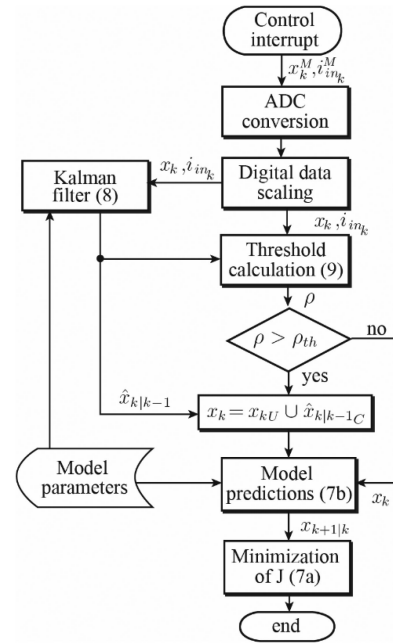 Control
interrupt
x_k^M, i_{in_k}^M
ADC
conversion
x_k, i_{in_k}
Kalman
filter (8)
Digital data
scaling
x_k, i_{in_k}
Threshold
calculation (9)
ρ
ρ > ρ_{th}
no
yes
x̂_{k|k-1}
x_k = x_{kU} ∪ x̂_{k|k-1_C}
Model
parameters
Model
predictions (7b)
x_k
x_{k+1|k}
Minimization
of J (7a)
end